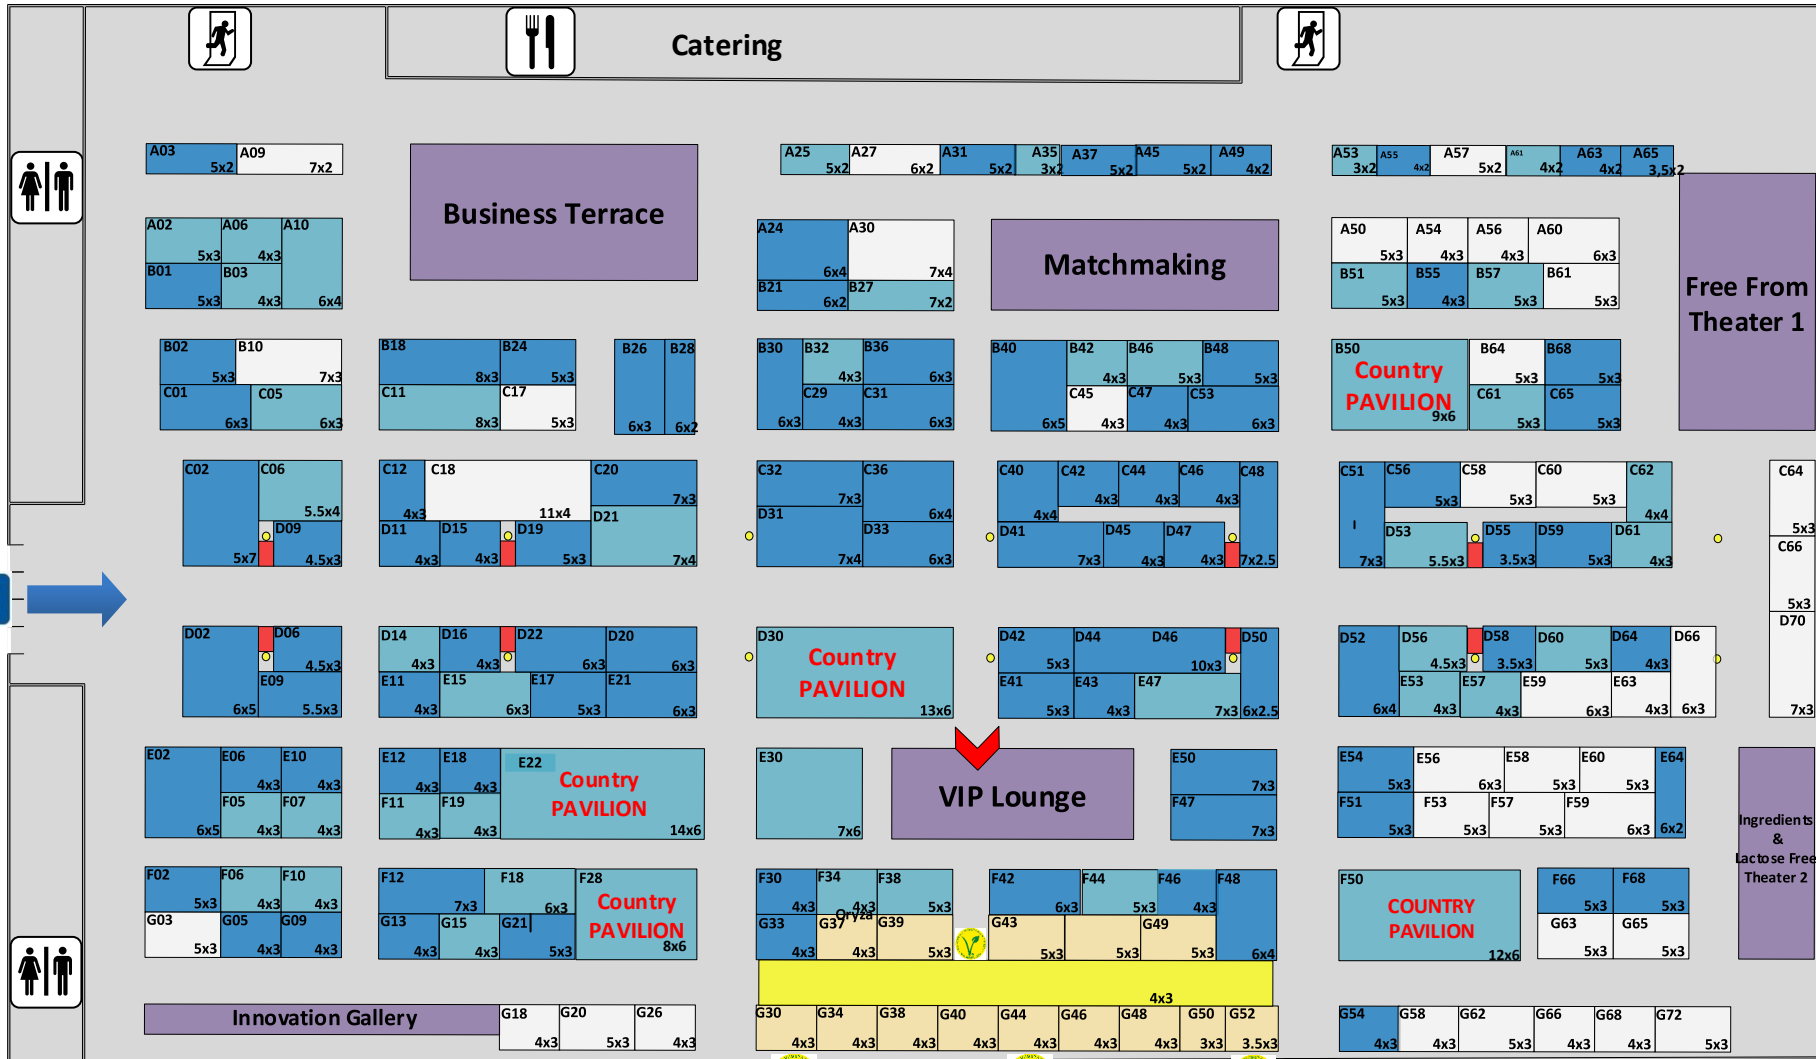 Catering
A03 A09 A25 A27 A31 A35 A37 A45 A49 A53 A55 A57 A61 A63 A65
5x2 7x2 5x2 6x2 5x2 3x2 5x2 5x2 4x2 3x2 4x2 5x2 4x2 4x2 3,5x2
Business Terrace
A02 A06 A10 A24 A30 A50 A54 A56 A60
5x3 4x3 5x3 4x3 4x3 6x3
Matchmaking
B01 B03 6x4 7x4 B51 B55 B57 B61
Free From
Theater 1
B21 B27
5x3 4x3 6x4 6x2 7x2 5x3 4x3 5x3 5x3
B02 B10 B18 B24 B26 B28 B30 B32 B36 B40 B42 B46 B48 B50 B64 B68
Country
PAVILION
9x6
5x3 7x3 8x3 5x3 4x3 6x3 4x3 5x3 5x3 5x3 5x3
C01 C05 C11 C17 C29 C31 C45 C47 C53 C61 C65
6x3 6x3 8x3 5x3 6x3 6x2 6x3 4x3 6x3 6x5 4x3 4x3 6x3 5x3 5x3
C02 C06 C12 C18 C20 C32 C36 C40 C42 C44 C46 C48 C51 C56 C58 C60 C62 C64
5.5x4 4x3 11x4 7x3 7x3 6x4 4x4 4x3 4x3 4x3 5x3 5x3 5x3 4x4 5x3
D09 D11 D15 D19 D21 D31 D33 D41 D45 D47 D53 D55 D59 D61 C66
5x7 4.5x3 4x3 4x3 5x3 7x4 7x4 6x3 7x3 4x3 4x3 7x2.5 7x3 5.5x3 3.5x3 5x3 4x3 5x3
D02 D06 D14 D16 D22 D20 D30 D42 D44 D46 D50 D52 D56 D58 D60 D64 D66 D70
Country
PAVILION
13x6
4.5x3 4x3 4x3 6x3 6x3 5x3 10x3 4.5x3 3.5x3 5x3 4x3
E09 E11 E15 E17 E21 E41 E43 E47 E53 E57 E59 E63
6x5 5.5x3 4x3 6x3 5x3 6x3 5x3 4x3 7x3 6x2.5 6x4 4x3 4x3 6x3 4x3 6x3 7x3
E02 E06 E10 E12 E18 E22 E30 E50 E54 E56 E58 E60 E64
Country
PAVILION
14x6
VIP Lounge
4x3 4x3 4x3 4x3 7x3 5x3 6x3 5x3 5x3
F05 F07 F11 F19 F47 F51 F53 F57 F59
6x5 4x3 4x3 4x3 4x3 7x6 7x3 5x3 5x3 5x3 6x3 6x2
Ingredients
&
Lactose Free
Theater 2
F02 F06 F10 F12 F18 F28 F30 F34 F38 F42 F44 F46 F48 F50 F66 F68
Country
PAVILION
8x6
COUNTRY
PAVILION
12x6
5x3 4x3 4x3 7x3 6x3 4x3 4x3 5x3 6x3 5x3 4x3 5x3 5x3
Oryza
G03 G05 G09 G13 G15 G21 G33 G37 G39 G43 G49 G63 G65
5x3 4x3 4x3 4x3 4x3 5x3 4x3 4x3 5x3 5x3 5x3 5x3 6x4 5x3 5x3
4x3
Innovation Gallery
G18 G20 G26 G30 G34 G38 G40 G44 G46 G48 G50 G52 G54 G58 G62 G66 G68 G72
4x3 5x3 4x3 4x3 4x3 4x3 4x3 4x3 4x3 4x3 3x3 3.5x3 4x3 4x3 5x3 4x3 4x3 5x3